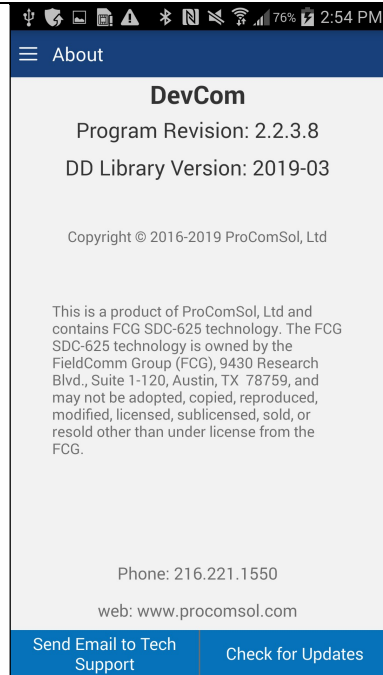 76% 2:54 PM
About
DevCom
Program Revision: 2.2.3.8
DD Library Version: 2019-03
Copyright © 2016-2019 ProComSol, Ltd
This is a product of ProComSol, Ltd and
contains FCG SDC-625 technology. The FCG
SDC-625 technology is owned by the
FieldComm Group (FCG), 9430 Research
Blvd., Suite 1-120, Austin, TX  78759, and
may not be adopted, copied, reproduced,
modified, licensed, sublicensed, sold, or
resold other than under license from the
FCG.
Phone: 216.221.1550
web: www.procomsol.com
Send Email to Tech
Support
Check for Updates